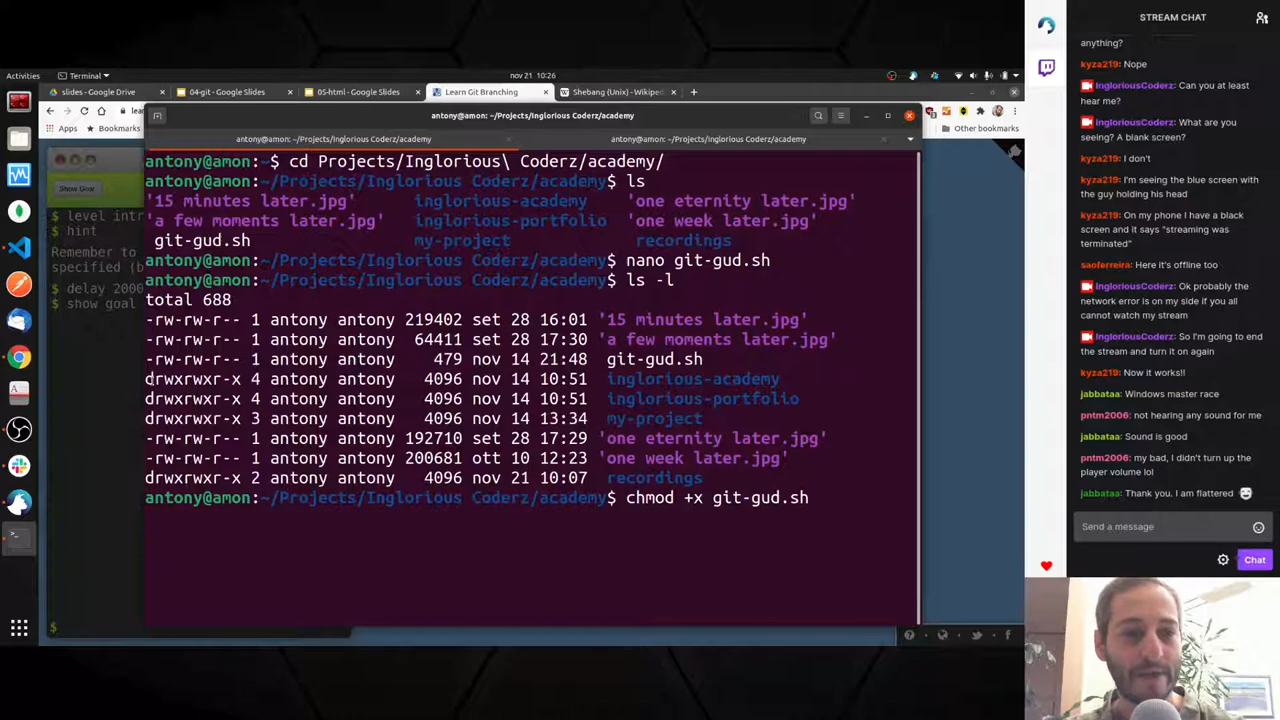 STREAM CHAT
Activities
Terminal
nov 21 10:26
slides - Google Drive
04-git - Google Slides
05-html - Google Slides
Learn Git Branching
Shebang (Unix) - Wikiped
Apps
Bookmarks
Other bookmarks
antony@amon: ~/Projects/Inglorious Coderz/academy
antony@amon: ~/Projects/Inglorious Coderz/academy
antony@amon: ~/Projects/Inglorious Coderz/academy
Show Goal
$ level intr
$ hint
Remember to
specified (b
$ delay 2000
$ show goal
$
antony@amon:~$ cd Projects/Inglorious\ Coderz/academy/
antony@amon:~/Projects/Inglorious Coderz/academy$ ls
'15 minutes later.jpg' inglorious-academy 'one eternity later.jpg'
'a few moments later.jpg' inglorious-portfolio 'one week later.jpg'
git-gud.sh my-project recordings
antony@amon:~/Projects/Inglorious Coderz/academy$ nano git-gud.sh
antony@amon:~/Projects/Inglorious Coderz/academy$ ls -l
total 688
-rw-rw-r-- 1 antony antony 219402 set 28 16:01 '15 minutes later.jpg'
-rw-rw-r-- 1 antony antony 64411 set 28 17:30 'a few moments later.jpg'
-rw-rw-r-- 1 antony antony 479 nov 14 21:48 git-gud.sh
drwxrwxr-x 4 antony antony 4096 nov 14 10:51 inglorious-academy
drwxrwxr-x 4 antony antony 4096 nov 14 10:51 inglorious-portfolio
drwxrwxr-x 3 antony antony 4096 nov 14 13:34 my-project
-rw-rw-r-- 1 antony antony 192710 set 28 17:29 'one eternity later.jpg'
-rw-rw-r-- 1 antony antony 200681 ott 10 12:23 'one week later.jpg'
drwxrwxr-x 2 antony antony 4096 nov 21 10:07 recordings
antony@amon:~/Projects/Inglorious Coderz/academy$ chmod +x git-gud.sh
anything?
kyza219: Nope
IngloriousCoderz: Can you at least
hear me?
IngloriousCoderz: What are you
seeing? A blank screen?
kyza219: I don't
kyza219: I'm seeing the blue screen with
the guy holding his head
kyza219: On my phone I have a black
screen and it says "streaming was
terminated"
saoferreira: Here it's offline too
IngloriousCoderz: Ok probably the
network error is on my side if you all
cannot watch my stream
IngloriousCoderz: So I'm going to end
the stream and turn it on again
kyza219: Now it works!!
jabbataa: Windows master race
pntm2006: not hearing any sound for me
jabbataa: Sound is good
pntm2006: my bad, I didn't turn up the
player volume lol
jabbataa: Thank you. I am flattered
Send a message
Chat